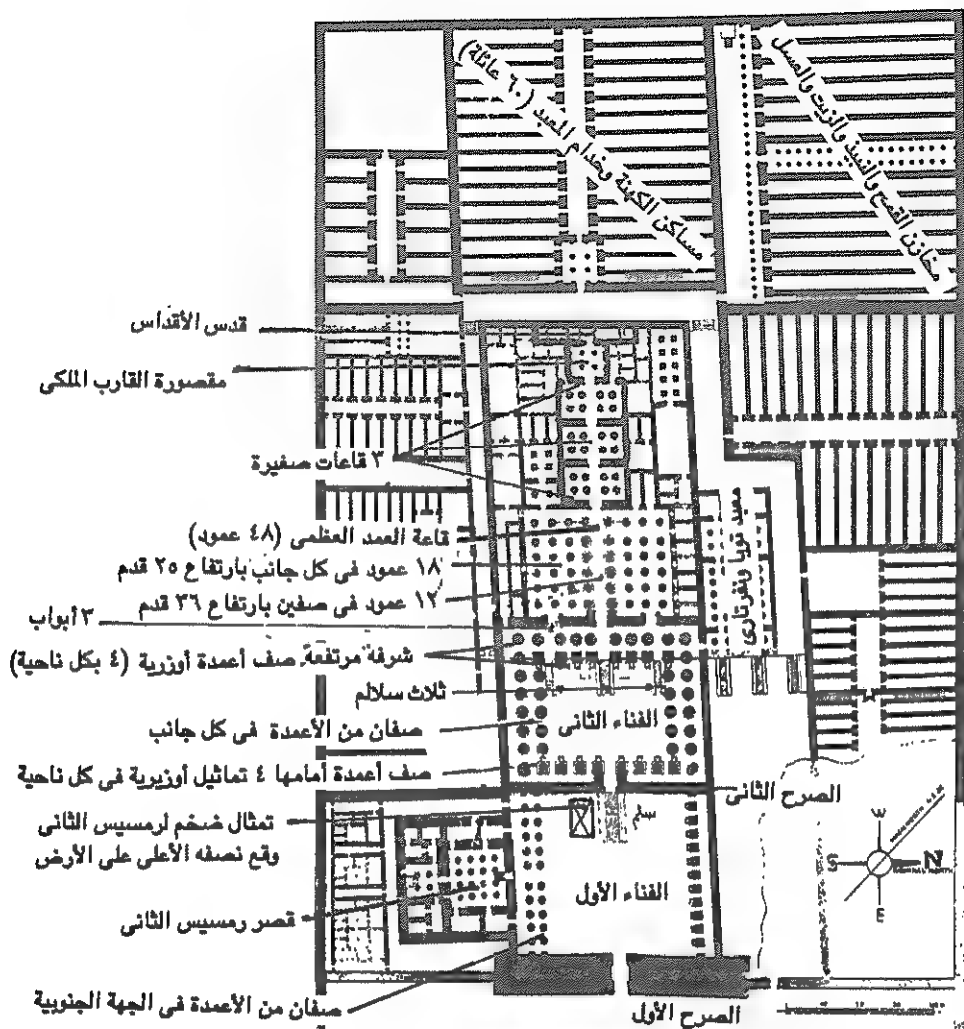 مساكن الكهنة وخدام المعبد (٦٠ عائلة)
مخازن القمح والنبيذ والزيت والعسل
قدس الأقداس
مقصورة القارب الملكى
٣ قاعات صغيرة
قاعة العمد العظمى (٤٨ عمود)
١٨ عمود فى كل جانب بارتفاع ٢٥ قدم
١٢ عمود فى صفين بارتفاع ٣٦ قدم
معبد تويا ونفرتارى
٣ أبواب
شرفة مرتفعة صف أعمدة أوزرية (٤ بكل ناحية)
ثلاث سلالم
الفناء الثانى
صفان من الأعمدة فى كل جانب
صف أعمدة أمامها ٤ تماثيل أوزيرية فى كل ناحية
الصرح الثانى
تمثال ضخم لرمسيس الثانى
وقع نصفه الأعلى على الأرض
سلم
W
S
N
E
الفناء الأول
قصر رمسيس الثانى
صفان من الأعمدة فى الجهة الجنوبية
الصرح الأول